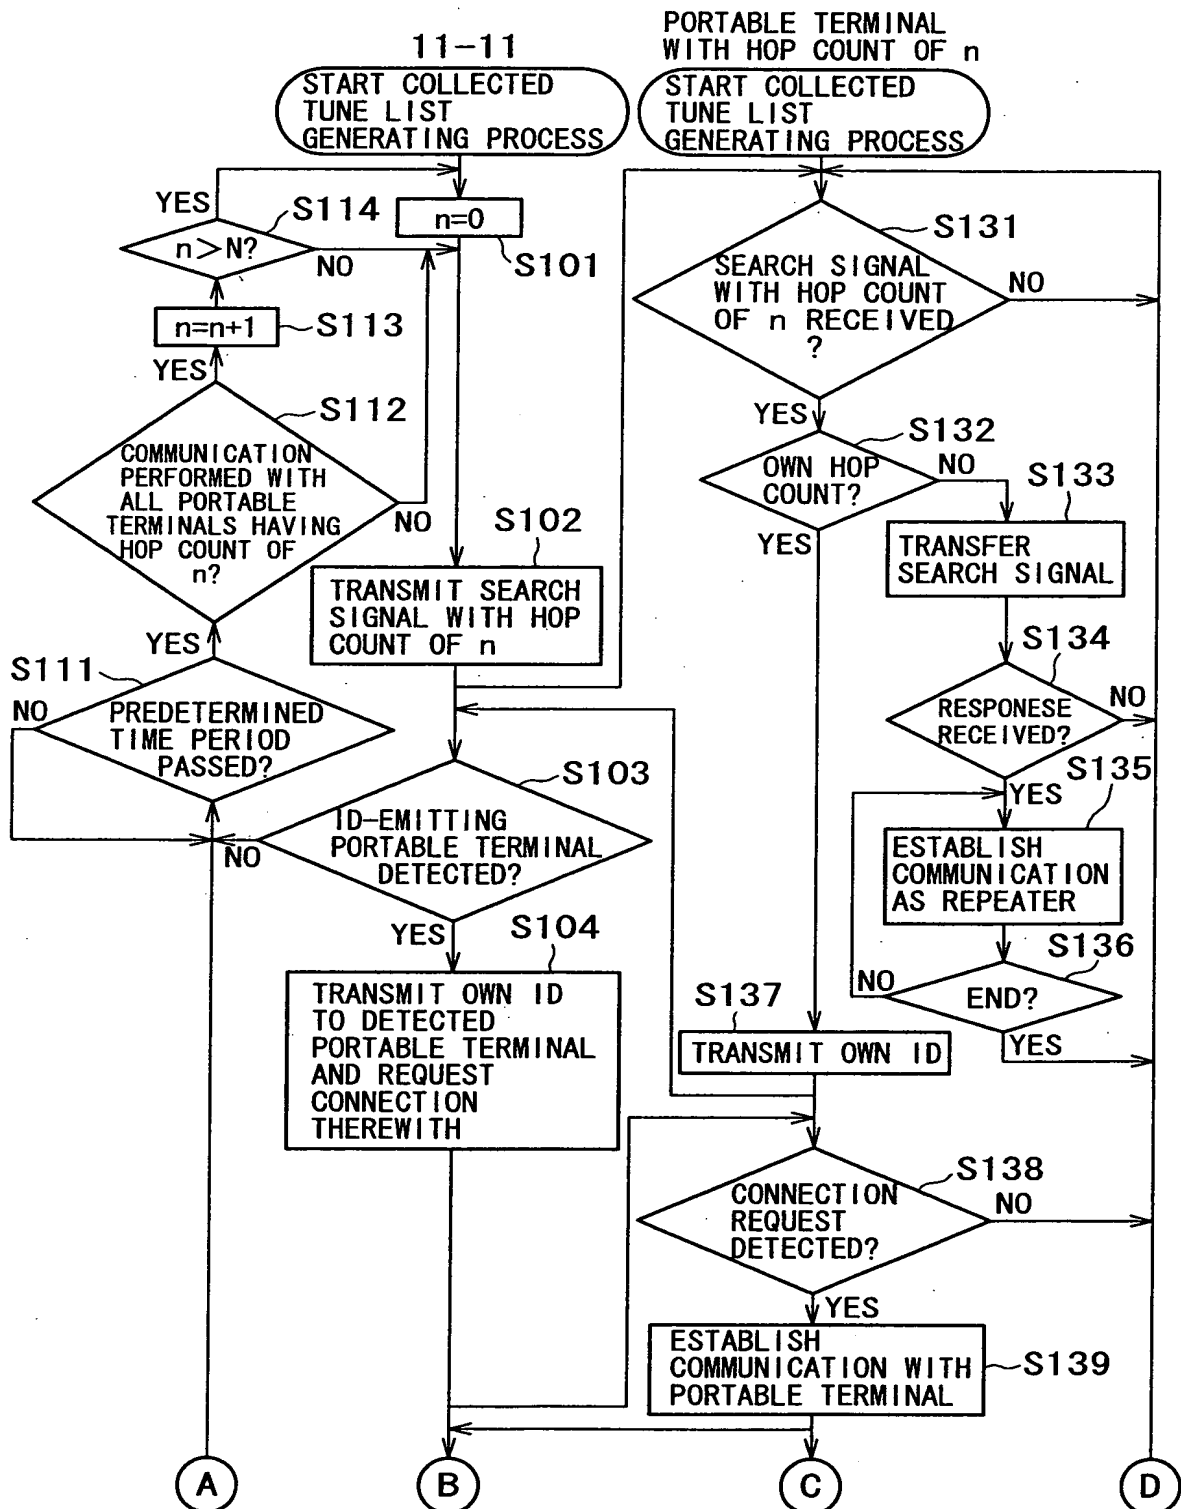 11-11
START COLLECTED
TUNE LIST
GENERATING PROCESS
YES
S114
n>N?
NO
n=0
S101
n=n+1
S113
YES
S112
COMMUNICATION
PERFORMED WITH
ALL PORTABLE
TERMINALS HAVING
HOP COUNT OF
n?
NO
S102
TRANSMIT SEARCH
SIGNAL WITH HOP
COUNT OF n
YES
S111
NO
PREDETERMINED
TIME PERIOD
PASSED?
S103
ID-EMITTING
PORTABLE TERMINAL
DETECTED?
NO
YES
S104
TRANSMIT OWN ID
TO DETECTED
PORTABLE TERMINAL
AND REQUEST
CONNECTION
THEREWITH
PORTABLE TERMINAL
WITH HOP COUNT OF n
START COLLECTED
TUNE LIST
GENERATING PROCESS
S131
SEARCH SIGNAL
WITH HOP COUNT
OF n RECEIVED
?
NO
YES
S132
OWN HOP
COUNT?
NO
YES
S133
TRANSFER
SEARCH SIGNAL
S134
RESPONESE
RECEIVED?
NO
YES
S135
ESTABLISH
COMMUNICATION
AS REPEATER
S136
END?
NO
YES
S137
TRANSMIT OWN ID
S138
CONNECTION
REQUEST
DETECTED?
NO
YES
ESTABLISH
COMMUNICATION WITH
PORTABLE TERMINAL
S139
A
B
C
D